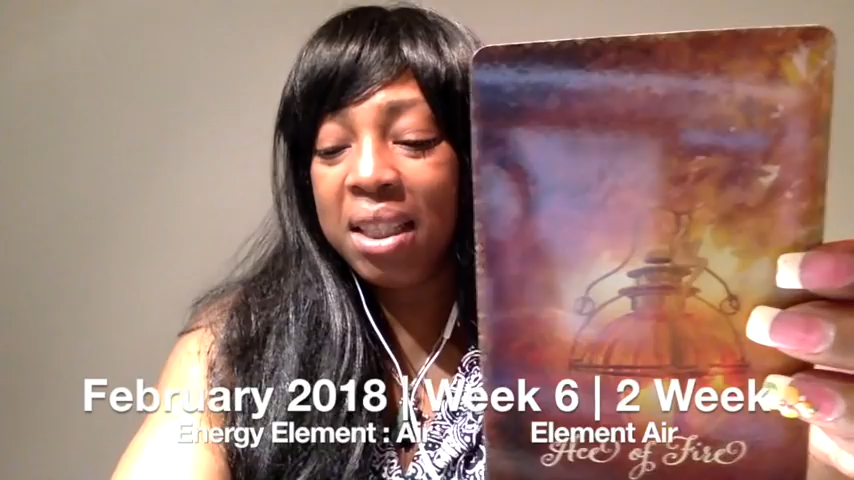 February 2018 | Week 6 | 2 Week
Energy Element : Air Element Air
Ace of Fire